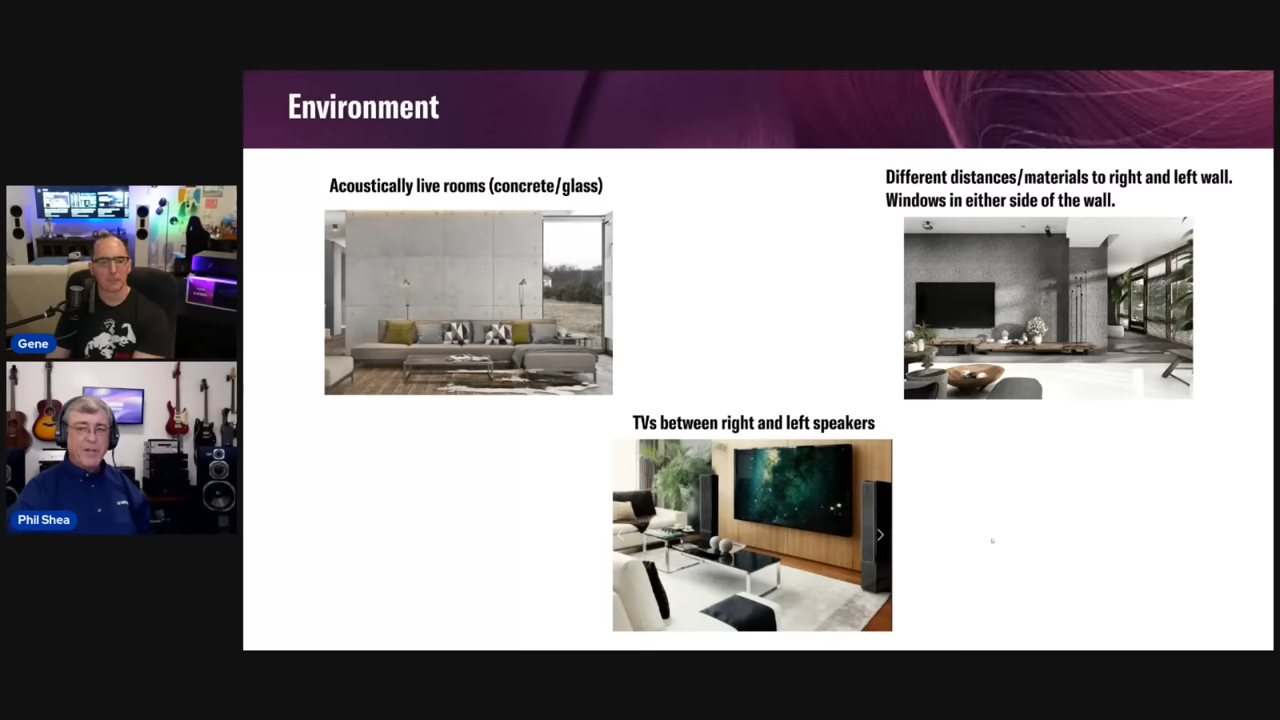 Environment
Acoustically live rooms (concrete/glass)
Different distances/materials to right and left wall.
Windows in either side of the wall.
TVs between right and left speakers
Gene
Phil Shea